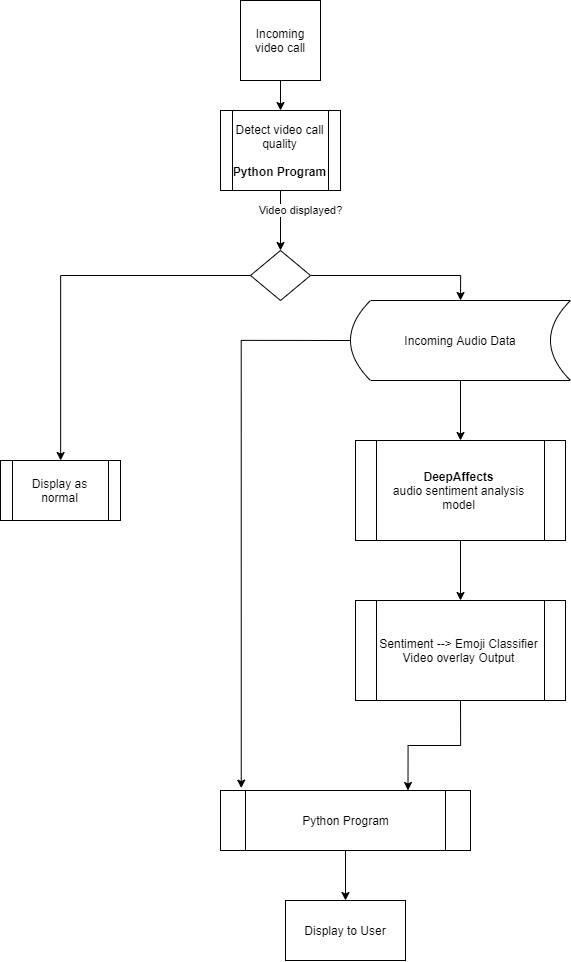 Incoming
video call
Detect video call
quality
Python Program
Video displayed?
Incoming Audio Data
DeepAffects
audio sentiment analysis
model
Display as
normal
Sentiment --> Emoji Classifier
Video overlay Output
Python Program
Display to User